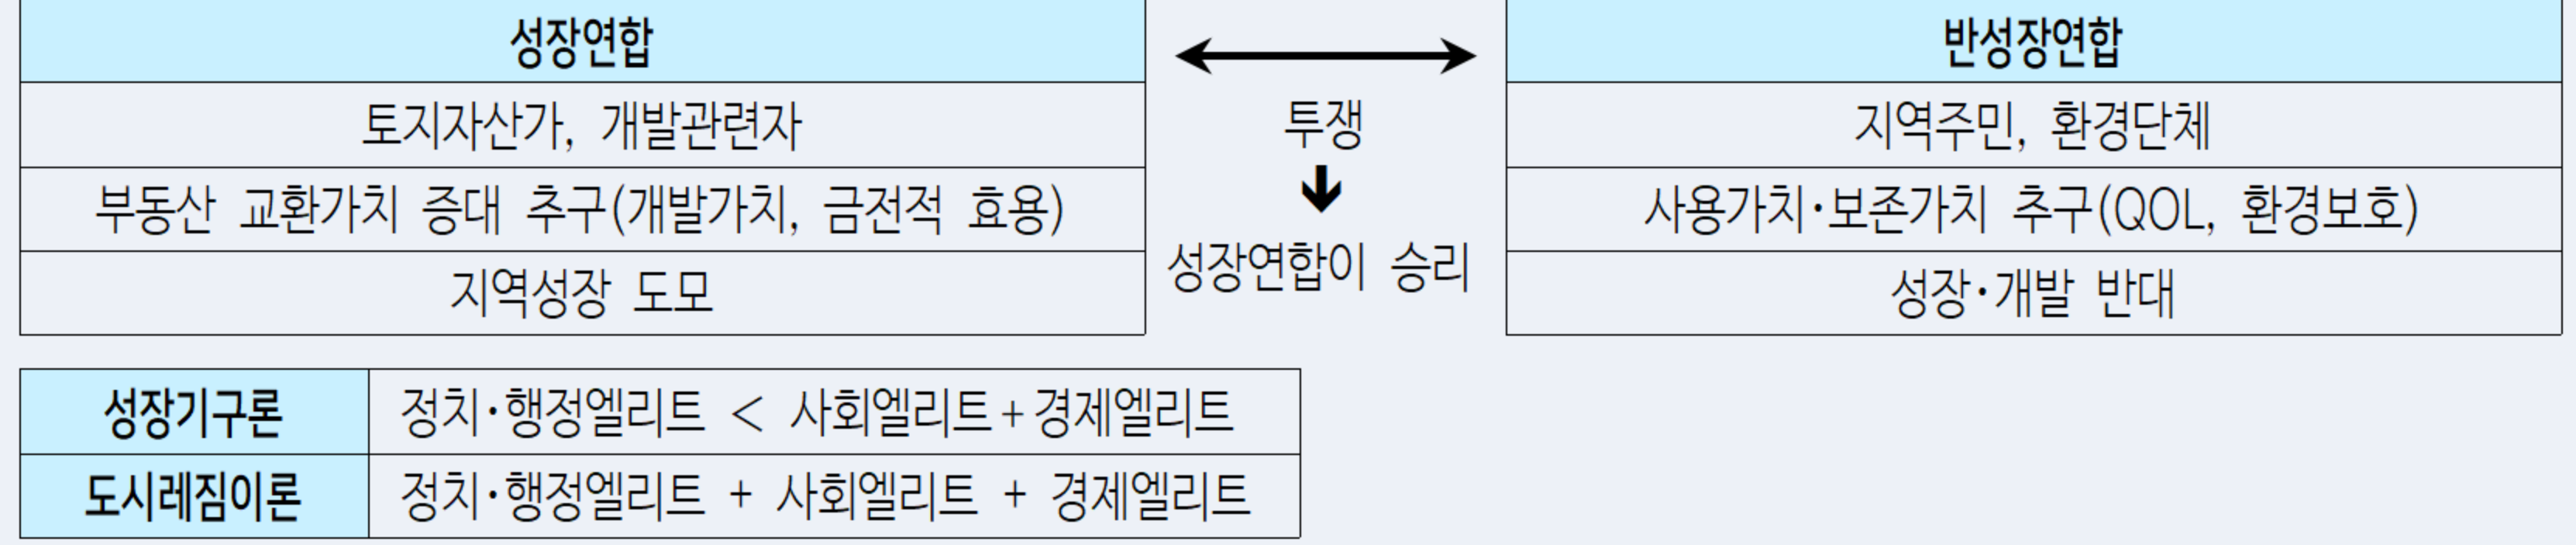 성장연합
토지자산가, 개발관련자
부동산 교환가치 증대 추구(개발가치, 금전적 효용)
지역성장 도모
투쟁
성장연합이 승리
반성장연합
지역주민, 환경단체
사용가치·보존가치 추구(QOL, 환경보호)
성장·개발 반대
성장기구론 정치·행정엘리트 < 사회엘리트+경제엘리트
도시레짐이론 정치·행정엘리트 + 사회엘리트 + 경제엘리트